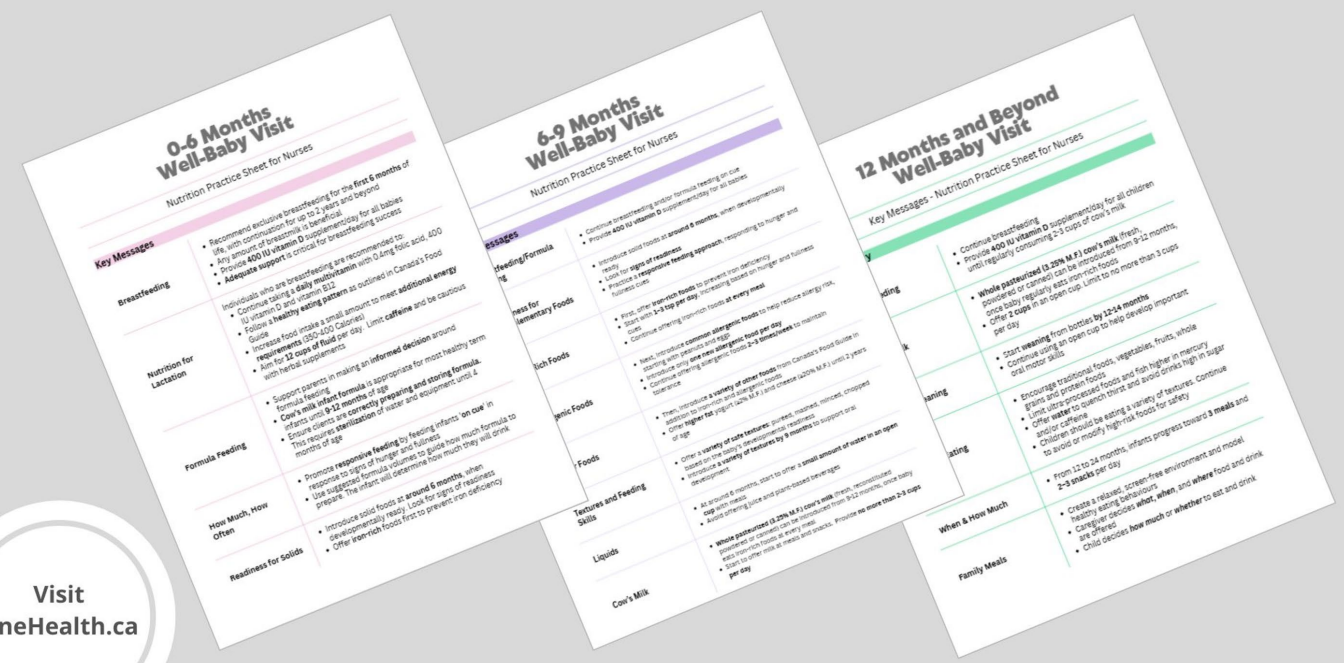 0-6 Months
Well-Baby Visit
Nutrition Practice Sheet for Nurses
Key Messages
Breastfeeding
• Recommend exclusive breastfeeding for the first 6 months of
life, with continuation for up to 2 years and beyond
• Any amount of breastmilk is beneficial
• Provide 400 IU vitamin D supplement/day for all babies
• Adequate support is critical for breastfeeding success
Nutrition for
Lactation
Individuals who are breastfeeding are recommended to:
• Continue taking a daily multivitamin with 0.4mg folic acid, 400
IU vitamin D and vitamin B12
• Follow a healthy eating pattern as outlined in Canada's Food
Guide
• Increase food intake a small amount to meet additional energy
requirements (350-400 Calories)
• Aim for 12 cups of fluid per day. Limit caffeine and be cautious
with herbal supplements
Formula Feeding
• Support parents in making an informed decision around
formula feeding
• Cow's milk infant formula is appropriate for most healthy term
infants until 9-12 months of age
• Ensure clients are correctly preparing and storing formula.
This requires sterilization of water and equipment until 4
months of age
How Much, How
Often
• Promote responsive feeding by feeding infants 'on cue' in
response to signs of hunger and fullness
• Use suggested formula volumes to guide how much formula to
prepare. The infant will determine how much they will drink
Readiness for Solids
• Introduce solid foods at around 6 months, when
developmentally ready. Look for signs of readiness
• Offer iron-rich foods first to prevent iron deficiency
6-9 Months
Well-Baby Visit
Nutrition Practice Sheet for Nurses
essages
feeding/Formula
ng
• Continue breastfeeding and/or formula feeding on cue
• Provide 400 IU vitamin D supplement/day for all babies
ness for
lementary Foods
• Introduce solid foods at around 6 months, when developmentally
ready
• Look for signs of readiness
• Practice a responsive feeding approach, responding to hunger and
fullness cues
ich Foods
• First, offer iron-rich foods to prevent iron deficiency
• Start with 1-3 tsp per day, increasing based on hunger and fullness
cues
• Continue offering iron-rich foods at every meal
genic Foods
• Next, introduce common allergenic foods to help reduce allergy risk,
starting with peanuts and eggs
• Introduce only one new allergenic food per day
• Continue offering allergenic foods 2-3 times/week to maintain
tolerance
r Foods
• Then, introduce a variety of other foods from Canada's Food Guide in
addition to iron-rich and allergenic foods
• Offer higher fat yogurt and cheese (≥20% M.F.) until 2 years
of age
Textures and Feeding
Skills
• Offer a variety of safe textures: pureed, mashed, minced, chopped
based on the baby's developmental readiness
• Introduce a variety of textures by 9 months to support oral
development
Liquids
• At around 6 months, start to offer a small amount of water in an open
cup with meals
• Avoid offering juice and plant-based beverages
Cow's Milk
• Whole pasteurized (3.25% M.F.) cow's milk (fresh, reconstituted
powdered or canned) can be introduced from 9-12 months, once baby
eats iron-rich foods at every meal
• Start to offer milk at meals and snacks. Provide no more than 2-3 cups
per day
12 Months and Beyond
Well-Baby Visit
Key Messages - Nutrition Practice Sheet for Nurses
y
ding
• Continue breastfeeding
• Provide 400 IU vitamin D supplement/day for all children
until regularly consuming 2-3 cups of cow's milk
k
• Whole pasteurized (3.25% M.F.) cow's milk (fresh,
powdered or canned) can be introduced from 9-12 months,
once baby regularly eats iron-rich foods
• Offer 2 cups in an open cup. Limit to no more than 3 cups
per day
aning
• Start weaning from bottles by 12-14 months
• Continue using an open cup to help develop important
oral motor skills
ating
• Encourage traditional foods, vegetables, fruits, whole
grains and protein foods
• Limit ultra-processed foods and fish higher in mercury
• Offer water to quench thirst and avoid drinks high in sugar
and/or caffeine
• Children should be eating a variety of textures. Continue
to avoid or modify high-risk foods for safety
When & How Much
• From 12 to 24 months, infants progress toward 3 meals and
2-3 snacks per day
Family Meals
• Create a relaxed, screen-free environment and model
healthy eating behaviours
• Caregiver decides what, when, and where food and drink
are offered
• Child decides how much or whether to eat and drink
Visit
neHealth.ca